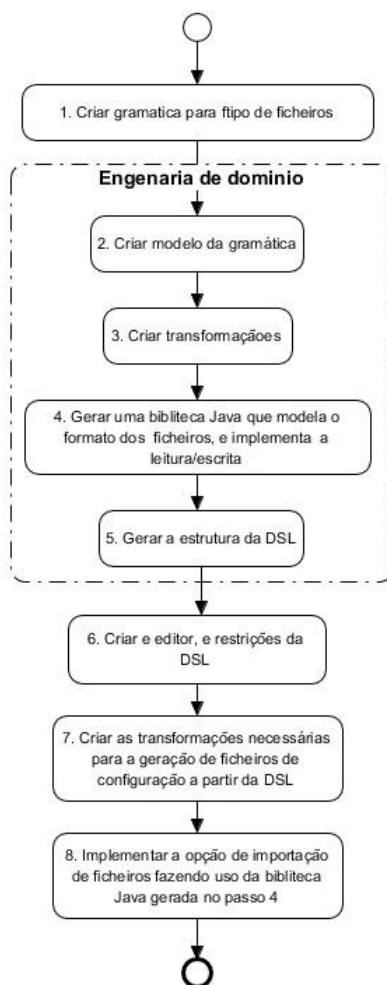 1. Criar gramatica para ftipo de ficheiros
Engenaria de dominio
2. Criar modelo da gramática
3. Criar transformaçãoes
4. Gerar uma bibliteca Java que modela o
formato dos ficheiros, e implementa a
leitura/escrita
5. Gerar a estrutura da DSL
6. Criar e editor, e restrições da
DSL
7. Criar as transformações necessárias
para a geração de ficheiros de
configuração a partir da DSL
8. Implementar a opção de importação
de ficheiros fazendo uso da bibliteca
Java gerada no passo 4